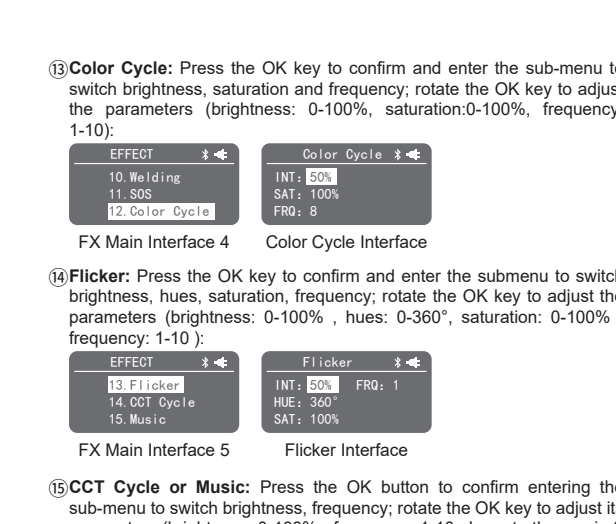 ⑬Color Cycle: Press the OK key to confirm and enter the sub-menu to
switch brightness, saturation and frequency; rotate the OK key to adjust
the parameters (brightness: 0-100%, saturation:0-100%, frequency
1-10):
EFFECT
10. Welding
11. SOS
12. Color Cycle
Color Cycle
INT: 50%
SAT: 100%
FRQ: 8
FX Main Interface 4
Color Cycle Interface
⑭Flicker: Press the OK key to confirm and enter the submenu to switch
brightness, hues, saturation, frequency; rotate the OK key to adjust the
parameters (brightness: 0-100% , hues: 0-360°, saturation: 0-100%
frequency: 1-10 ):
EFFECT
13. Flicker
14. CCT Cycle
15. Music
Flicker
INT: 50% FRQ: 1
HUE: 360°
SAT: 100%
FX Main Interface 5
Flicker Interface
⑮CCT Cycle or Music: Press the OK button to confirm entering the
sub-menu to switch brightness, frequency; rotate the OK key to adjust it